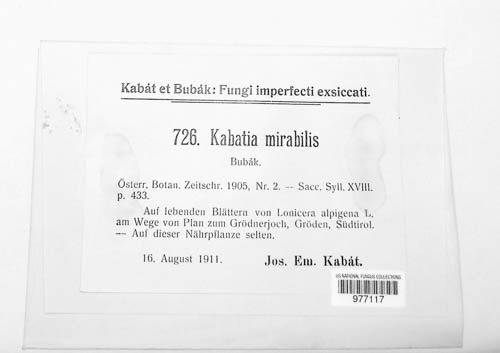 Kabát et Bubák: Fungi imperfecti exsiccati.
726. Kabatia mirabilis
Bubák.
Österr. Botan. Zeitschr. 1905, Nr. 2. — Sacc. Syll. XVIII.
p. 433.
Auf lebenden Blättern von Lonicera alpigena L.
am Wege von Plan zum Grödnerjoch, Gröden, Südtirol.
— Auf dieser Nährpflanze selten.
16. August 1911. Jos. Em. Kabát.
US NATIONAL FUNGUS COLLECTIONS
977117